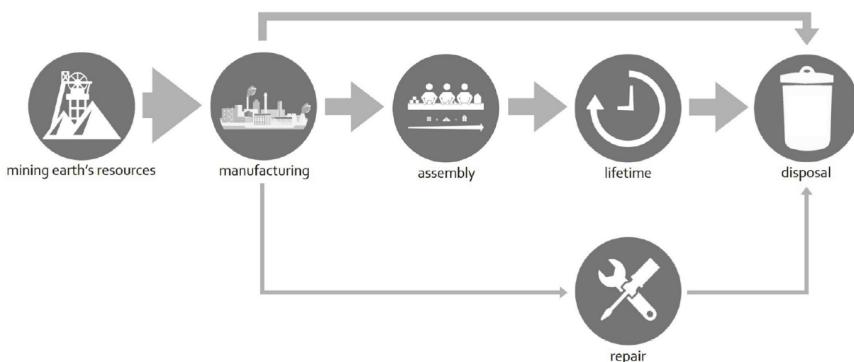 mining earth's resources
manufacturing
assembly
lifetime
disposal
repair